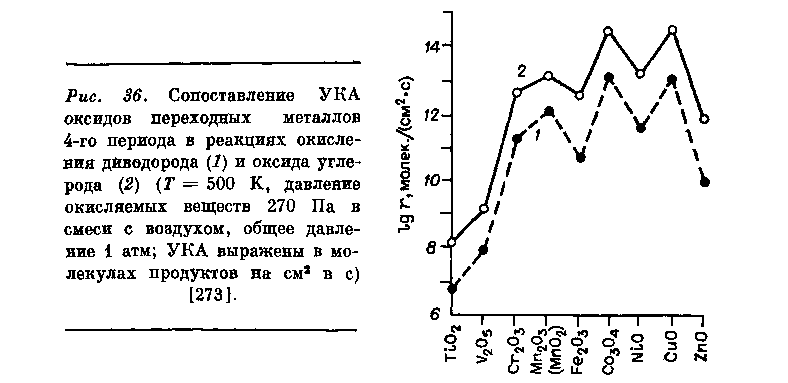 Рис. 36. Сопоставление УКА
оксидов переходных металлов
4-го периода в реакциях окисле-
ния диводорода (1) и оксида угле-
рода (2) (T = 500 К, давление
окисляемых веществ 270 Па в
смеси с воздухом, общее давле-
ние 1 атм; УКА выражены в мо-
лекулах продуктов на см² в с)
[273].
lg r, молек./(см²·с)
14
12
10
8
6
2
1
TiO₂
V₂O₅
Cr₂O₃
Mn₂O₃
(MnO₂)
Fe₂O₃
Co₃O₄
NiO
CuO
ZnO